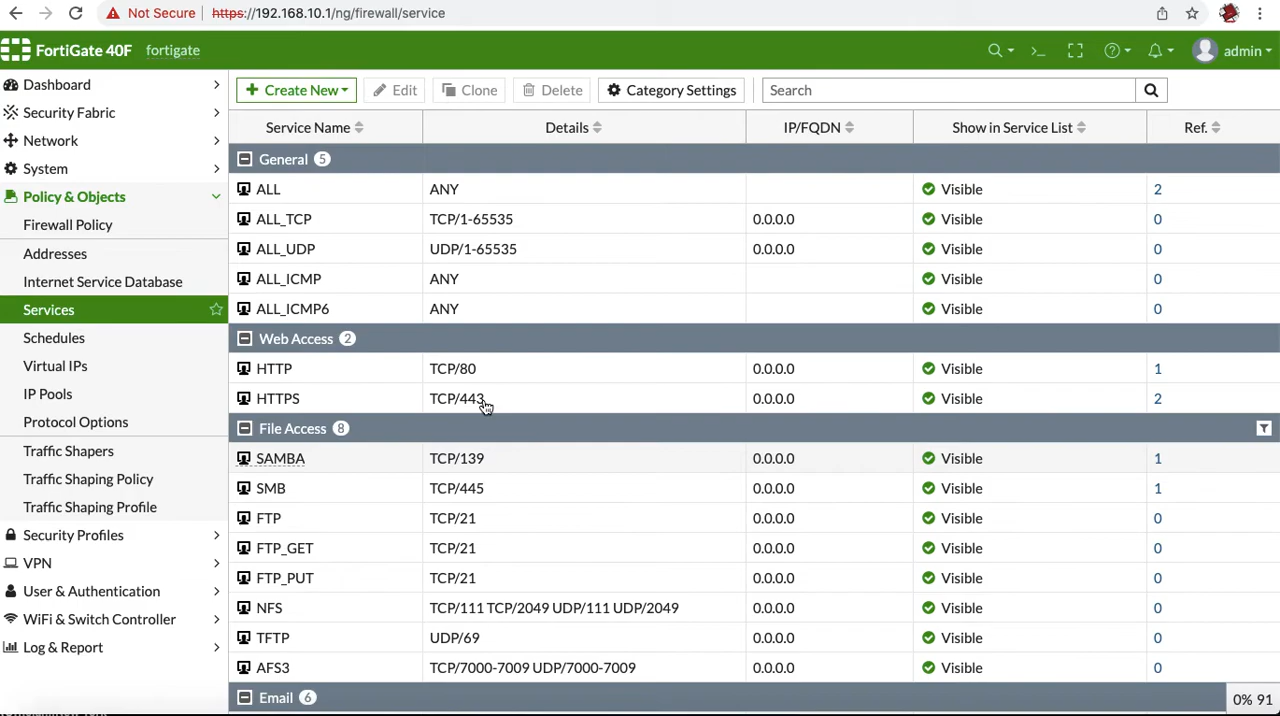 Not Secure https://192.168.10.1/ng/firewall/service
FortiGate 40F fortigate admin
Dashboard
Security Fabric
Network
System
Policy & Objects
Firewall Policy
Addresses
Internet Service Database
Services
Schedules
Virtual IPs
IP Pools
Protocol Options
Traffic Shapers
Traffic Shaping Policy
Traffic Shaping Profile
Security Profiles
VPN
User & Authentication
WiFi & Switch Controller
Log & Report
+ Create New Edit Clone Delete Category Settings Search
Service Name Details IP/FQDN Show in Service List Ref.
General 5
ALL ANY Visible 2
ALL_TCP TCP/1-65535 0.0.0.0 Visible 0
ALL_UDP UDP/1-65535 0.0.0.0 Visible 0
ALL_ICMP ANY Visible 0
ALL_ICMP6 ANY Visible 0
Web Access 2
HTTP TCP/80 0.0.0.0 Visible 1
HTTPS TCP/443 0.0.0.0 Visible 2
File Access 8
SAMBA TCP/139 0.0.0.0 Visible 1
SMB TCP/445 0.0.0.0 Visible 1
FTP TCP/21 0.0.0.0 Visible 0
FTP_GET TCP/21 0.0.0.0 Visible 0
FTP_PUT TCP/21 0.0.0.0 Visible 0
NFS TCP/111 TCP/2049 UDP/111 UDP/2049 0.0.0.0 Visible 0
TFTP UDP/69 0.0.0.0 Visible 0
AFS3 TCP/7000-7009 UDP/7000-7009 0.0.0.0 Visible 0
Email 6
0% 91